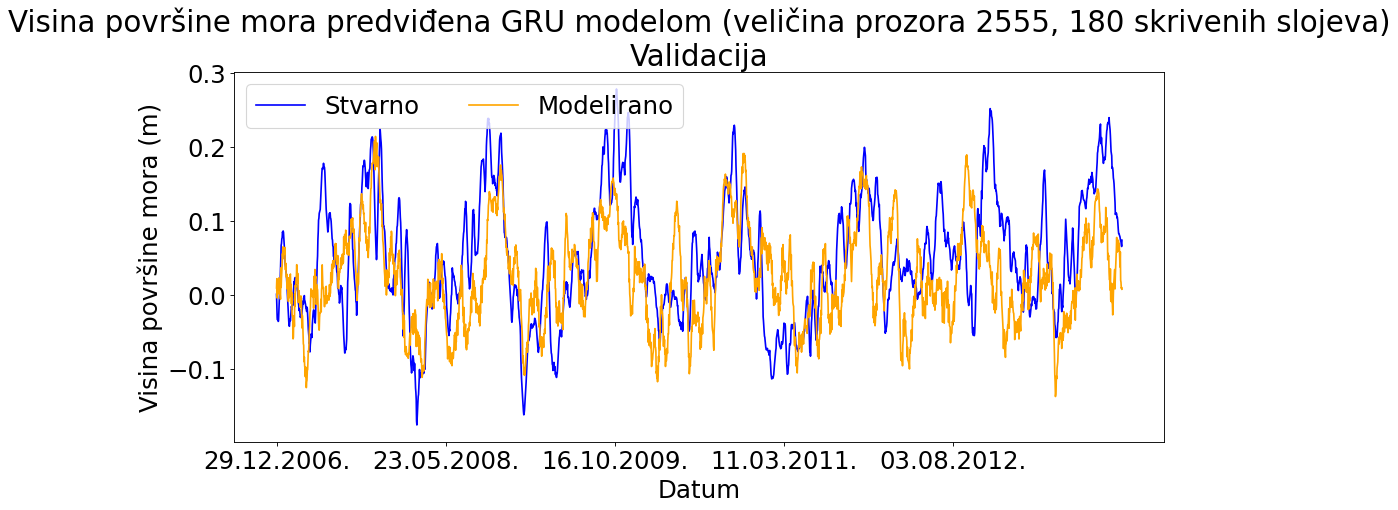 Visina površine mora predviđena GRU modelom (veličina prozora 2555, 180 skrivenih slojeva)
Validacija
Stvarno
Modelirano
Visina površine mora (m)
0.3
0.2
0.1
0.0
−0.1
29.12.2006.
23.05.2008.
16.10.2009.
11.03.2011.
03.08.2012.
Datum